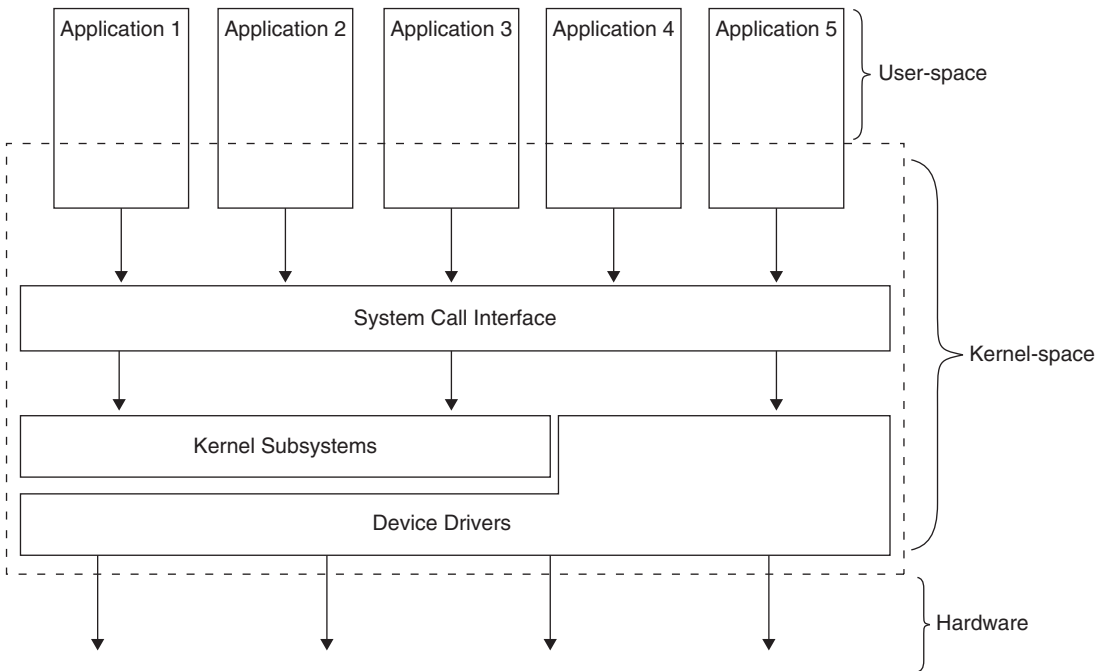 Application 1
Application 2
Application 3
Application 4
Application 5
User-space
System Call Interface
Kernel-space
Kernel Subsystems
Device Drivers
Hardware